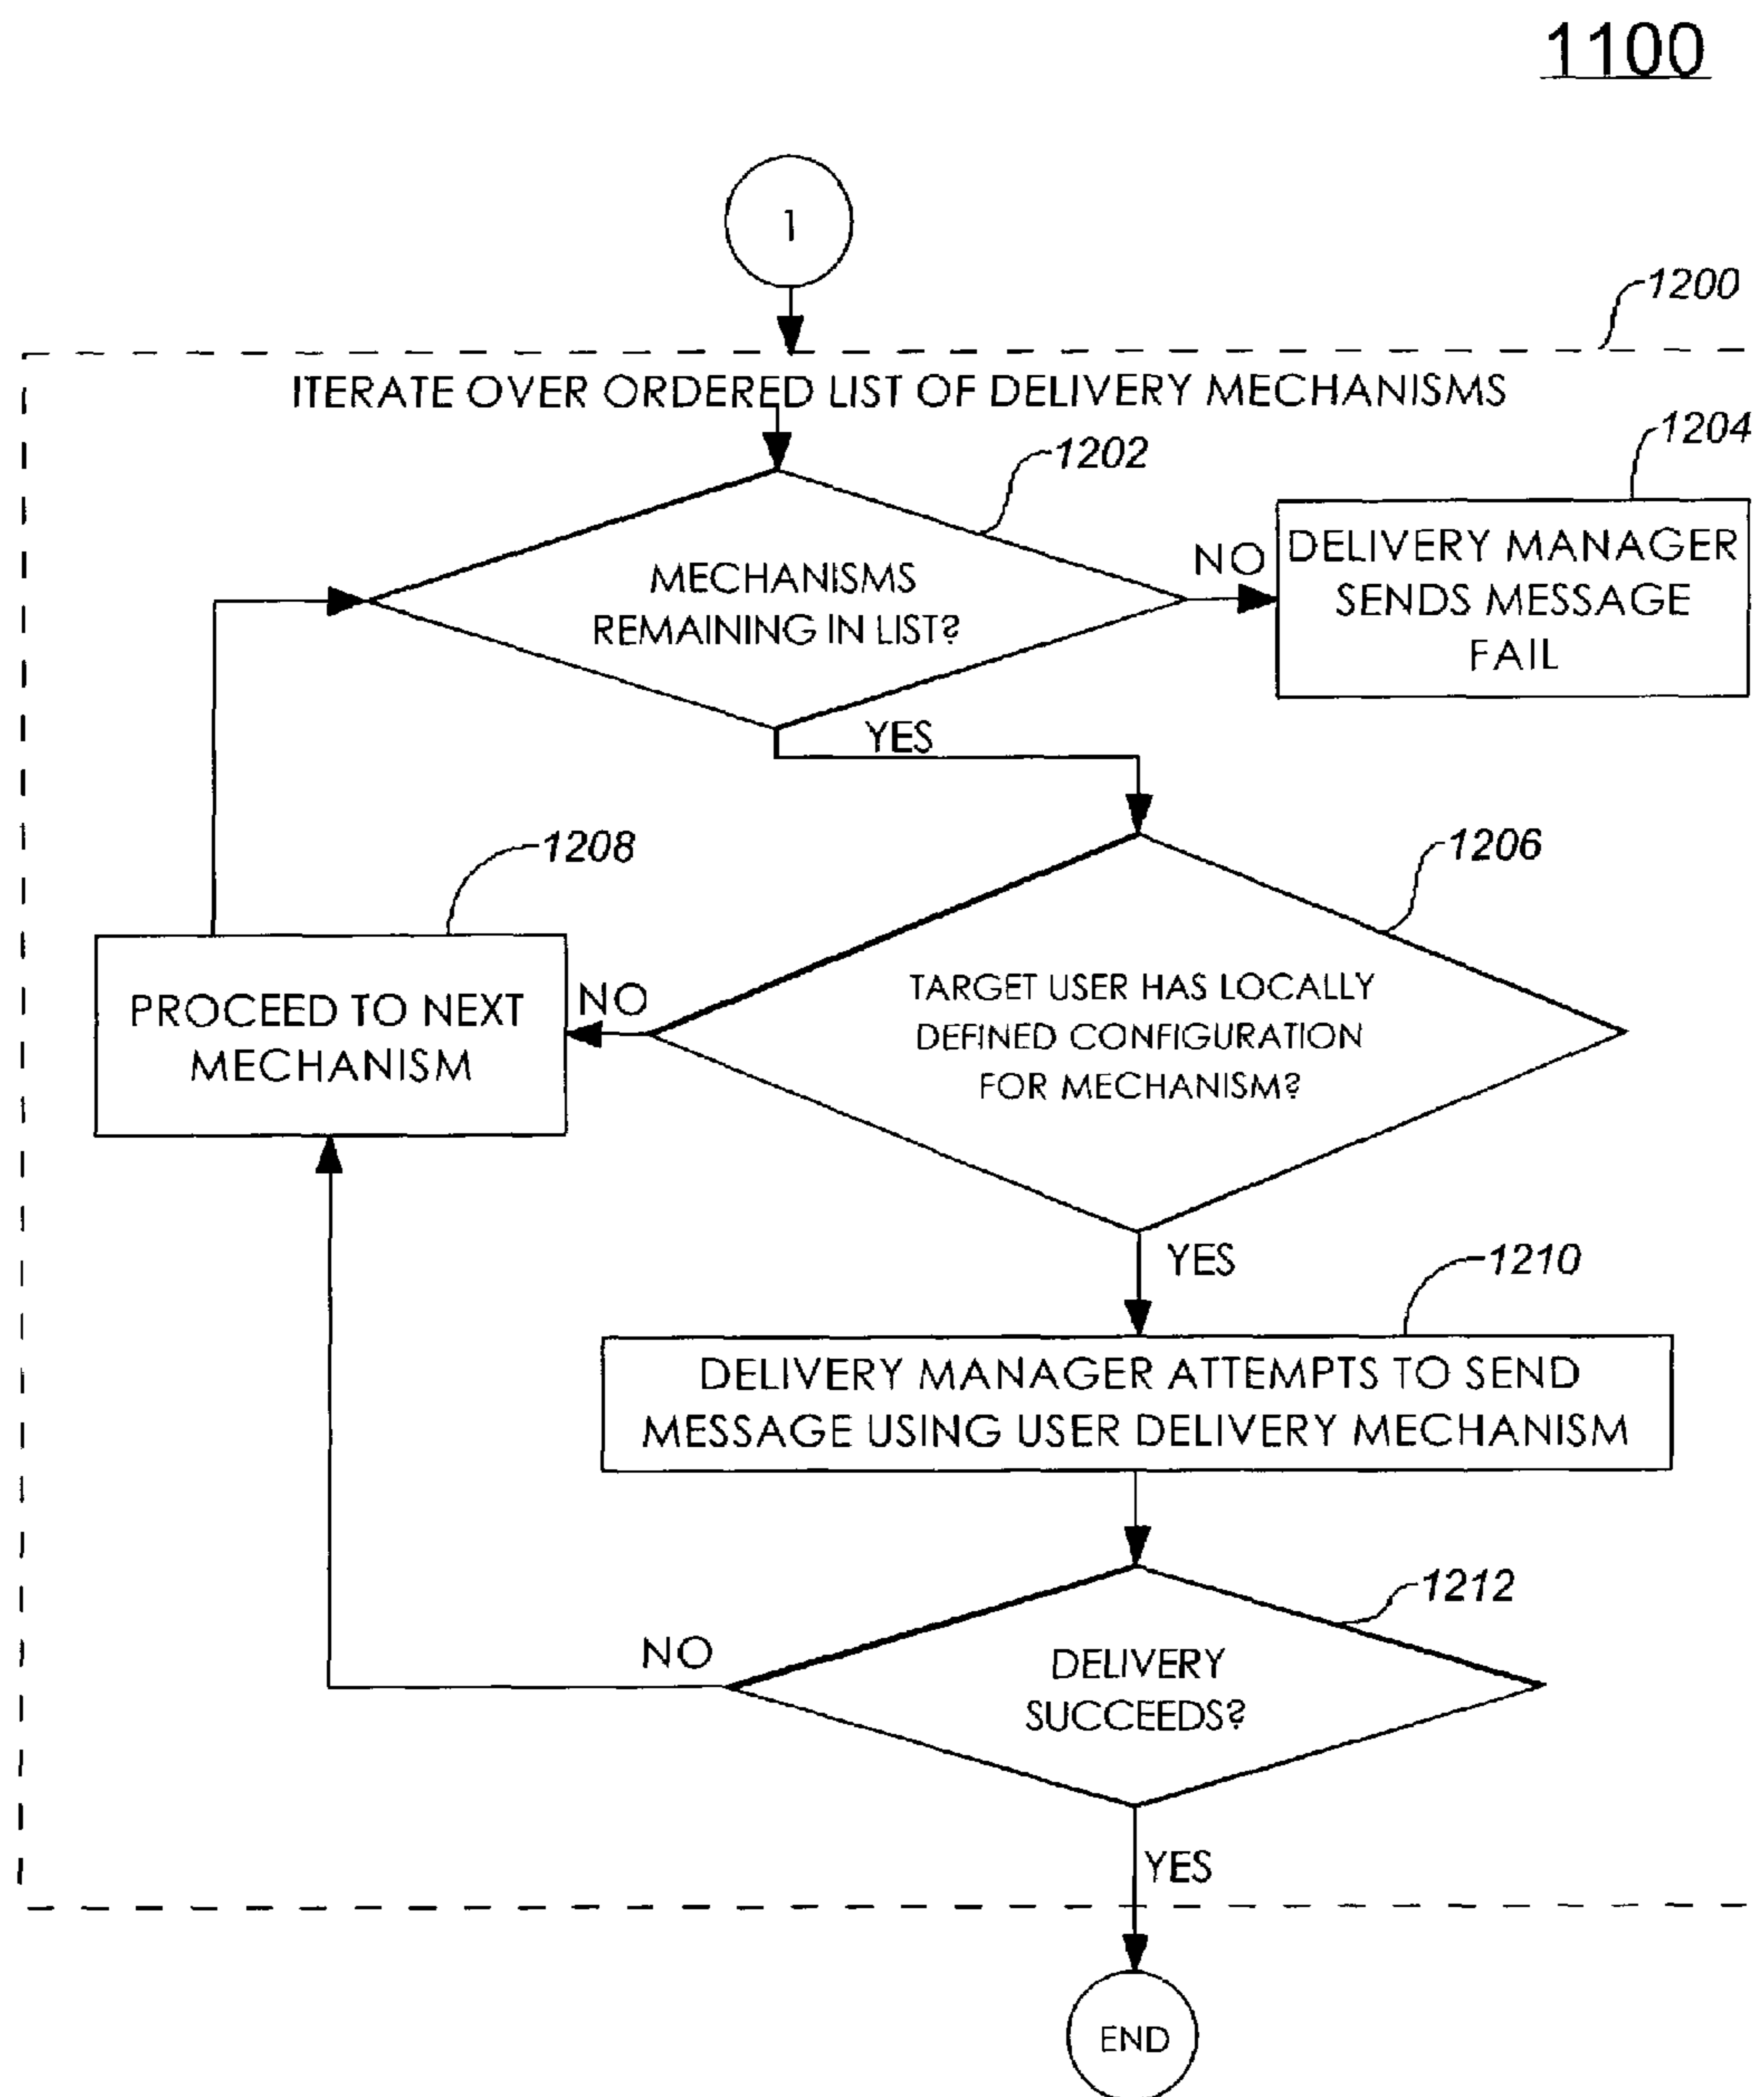 1100
1
1200
ITERATE OVER ORDERED LIST OF DELIVERY MECHANISMS
1202
1204
MECHANISMS
REMAINING IN LIST?
NO
DELIVERY MANAGER
SENDS MESSAGE
FAIL
YES
1208
1206
PROCEED TO NEXT
MECHANISM
NO
TARGET USER HAS LOCALLY
DEFINED CONFIGURATION
FOR MECHANISM?
YES
1210
DELIVERY MANAGER ATTEMPTS TO SEND
MESSAGE USING USER DELIVERY MECHANISM
1212
NO
DELIVERY
SUCCEEDS?
YES
END